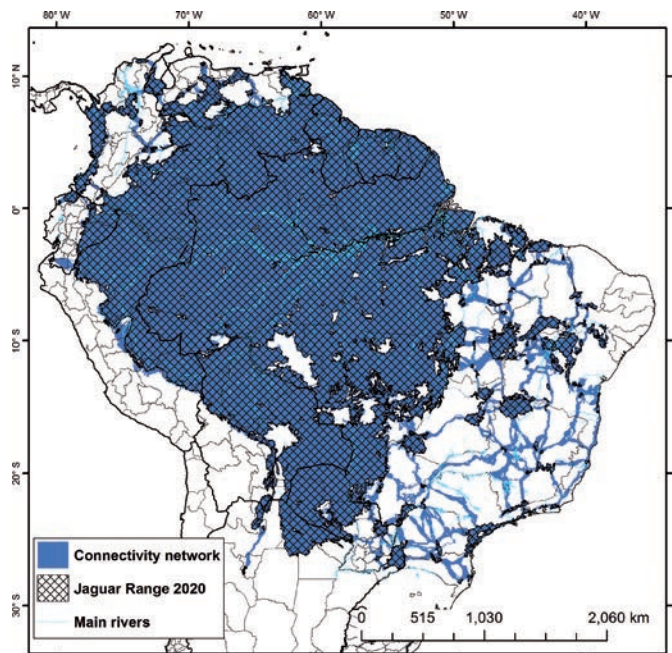 80°W 70°W 60°W 50°W 40°W
10°N
0°
10°S
20°S
30°S
Connectivity network
Jaguar Range 2020
Main rivers
0 515 1,030 2,060 km